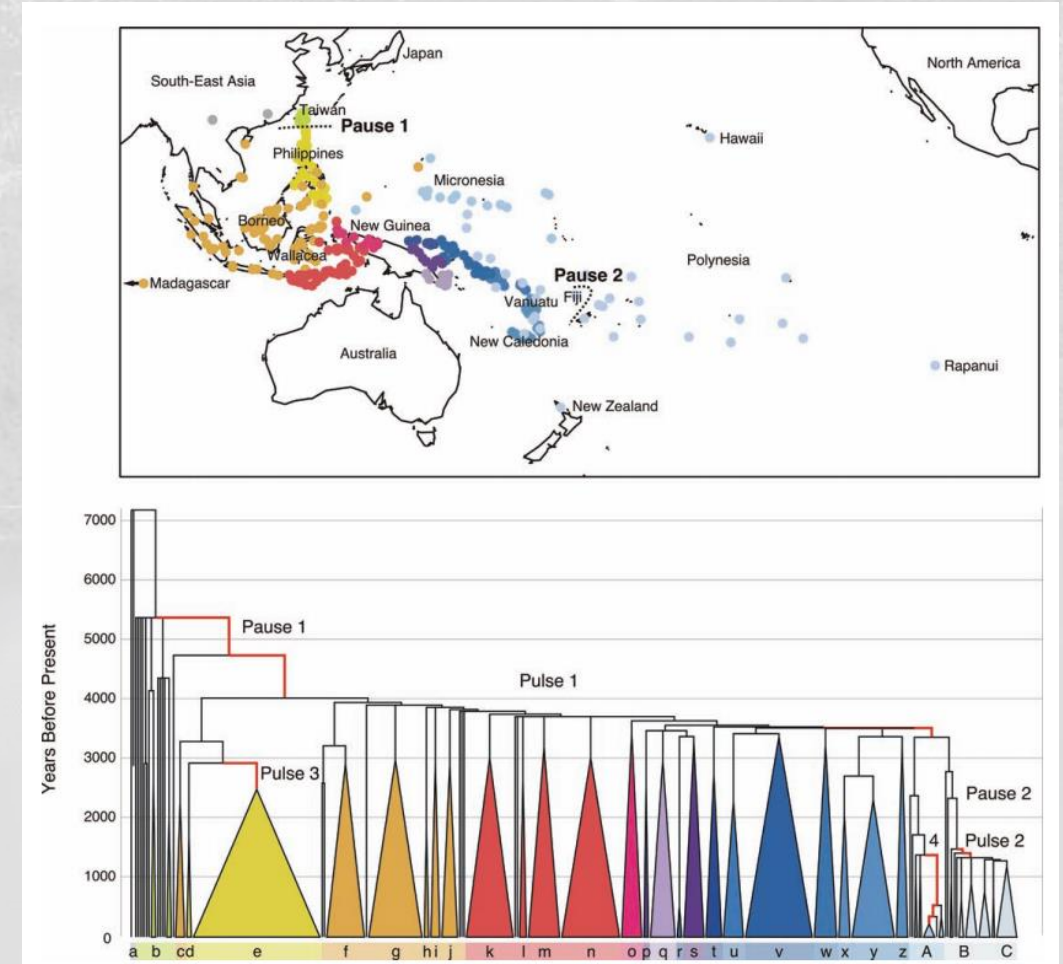 Japan
North America
South-East Asia
Taiwan
Pause 1
Hawaii
Philippines
Micronesia
Borneo
New Guinea
Wallacea
Polynesia
Madagascar
Pause 2
Vanuatu
Fiji
New Caledonia
Australia
Rapanui
New Zealand
Years Before Present
7000
6000
5000
4000
3000
2000
1000
0
Pause 1
Pulse 1
Pulse 3
Pause 2
4
Pulse 2
a b c d e f g h i j k l m n o p q r s t u v w x y z A B C